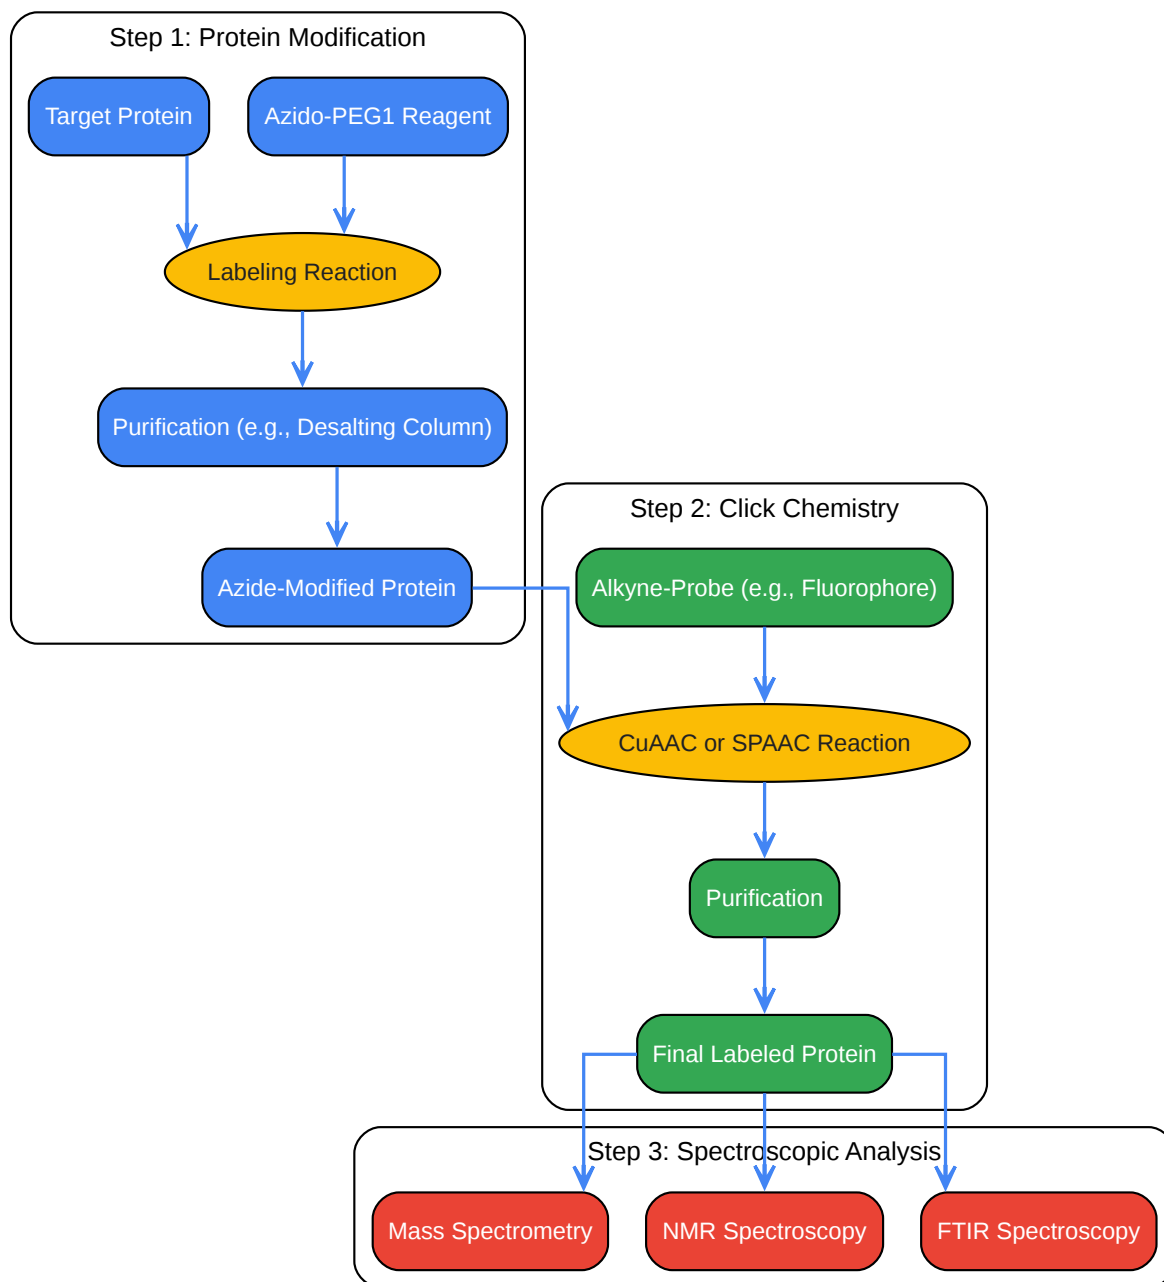 Step 1: Protein Modification
Target Protein
Azido-PEG1 Reagent
Labeling Reaction
Purification (e.g., Desalting Column)
Azide-Modified Protein
Step 2: Click Chemistry
Alkyne-Probe (e.g., Fluorophore)
CuAAC or SPAAC Reaction
Purification
Final Labeled Protein
Step 3: Spectroscopic Analysis
Mass Spectrometry
NMR Spectroscopy
FTIR Spectroscopy